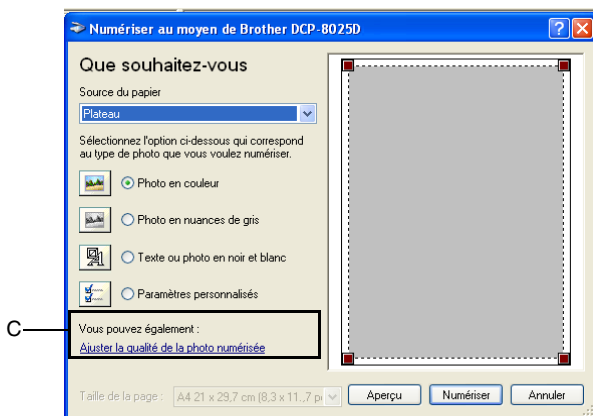 Numériser au moyen de Brother DCP-8025D
Que souhaitez-vous
Source du papier
Plateau
Sélectionnez l'option ci-dessous qui correspond
au type de photo que vous voulez numériser.
Photo en couleur
Photo en nuances de gris
Texte ou photo en noir et blanc
Paramètres personnalisés
C
Vous pouvez également :
Ajuster la qualité de la photo numérisée
Taille de la page : A4 21 x 29,7 cm (8,3 x 11.,7 p
Aperçu Numériser Annuler